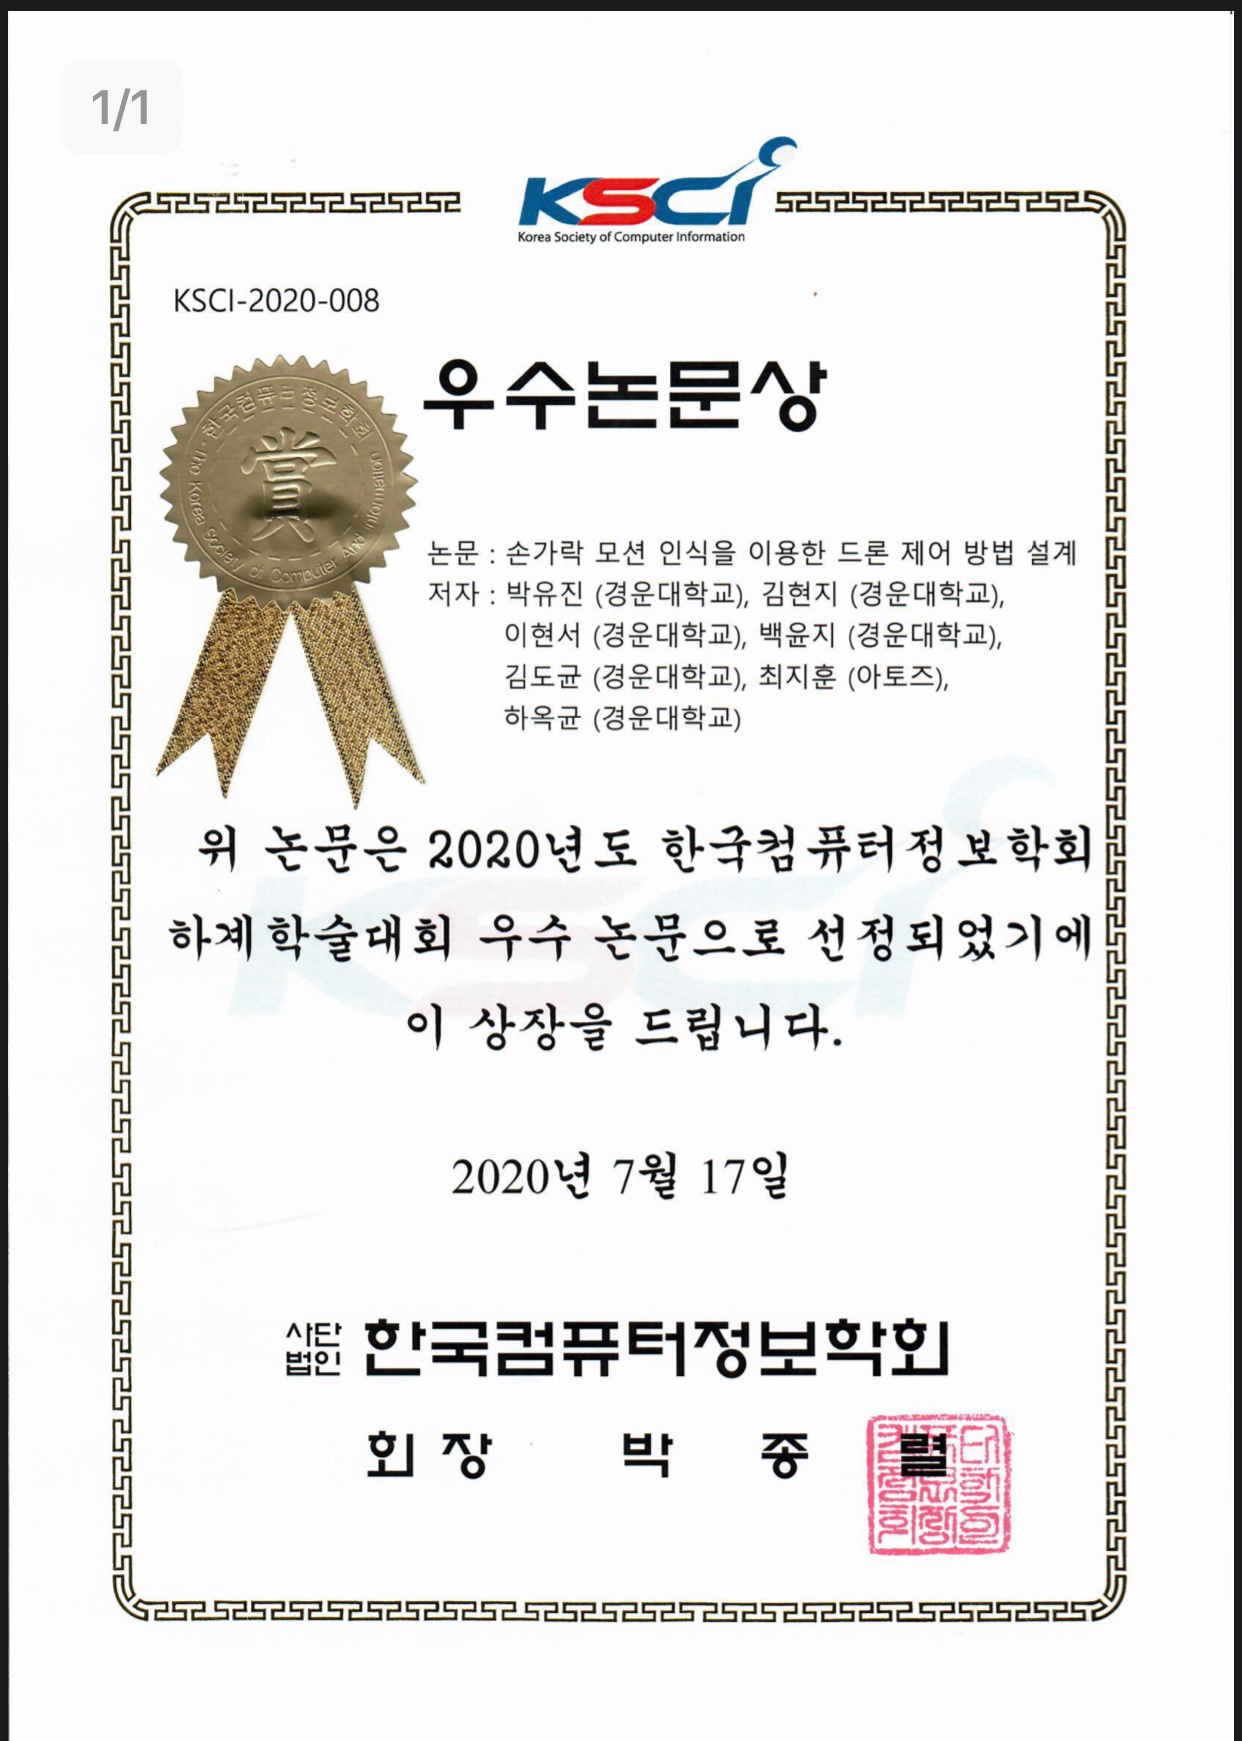 1/1
KSCI
Korea Society of Computer Information
KSCI-2020-008
우수논문상
한국컴퓨터정보학회
賞
The Korea Society of Computer And Information
논문 : 손가락 모션 인식을 이용한 드론 제어 방법 설계
저자 : 박유진 (경운대학교), 김현지 (경운대학교),
이현서 (경운대학교), 백윤지 (경운대학교),
김도균 (경운대학교), 최지훈 (아토즈),
하옥균 (경운대학교)
KSCI
위 논문은 2020년도 한국컴퓨터정보학회
하계학술대회 우수 논문으로 선정되었기에
이 상장을 드립니다.
2020년 7월 17일
사단
법인 한국컴퓨터정보학회
회장 박 종 렬